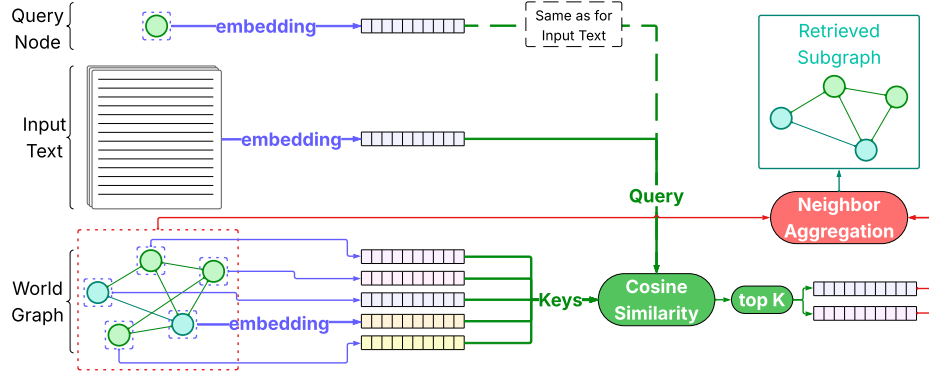 Query
Node
embedding
Same as for
Input Text
Retrieved
Subgraph
Input
Text
embedding
Query
Neighbor
Aggregation
World
Graph
embedding
Keys
Cosine
Similarity
top K